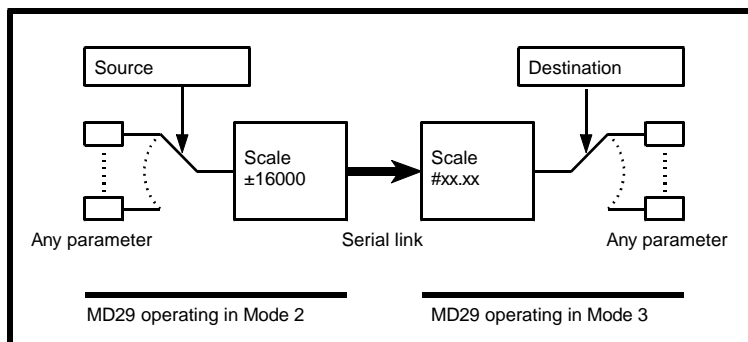 Source
Destination
Scale
±16000
Scale
#xx.xx
Any parameter
Serial link
Any parameter
MD29 operating in Mode 2
MD29 operating in Mode 3